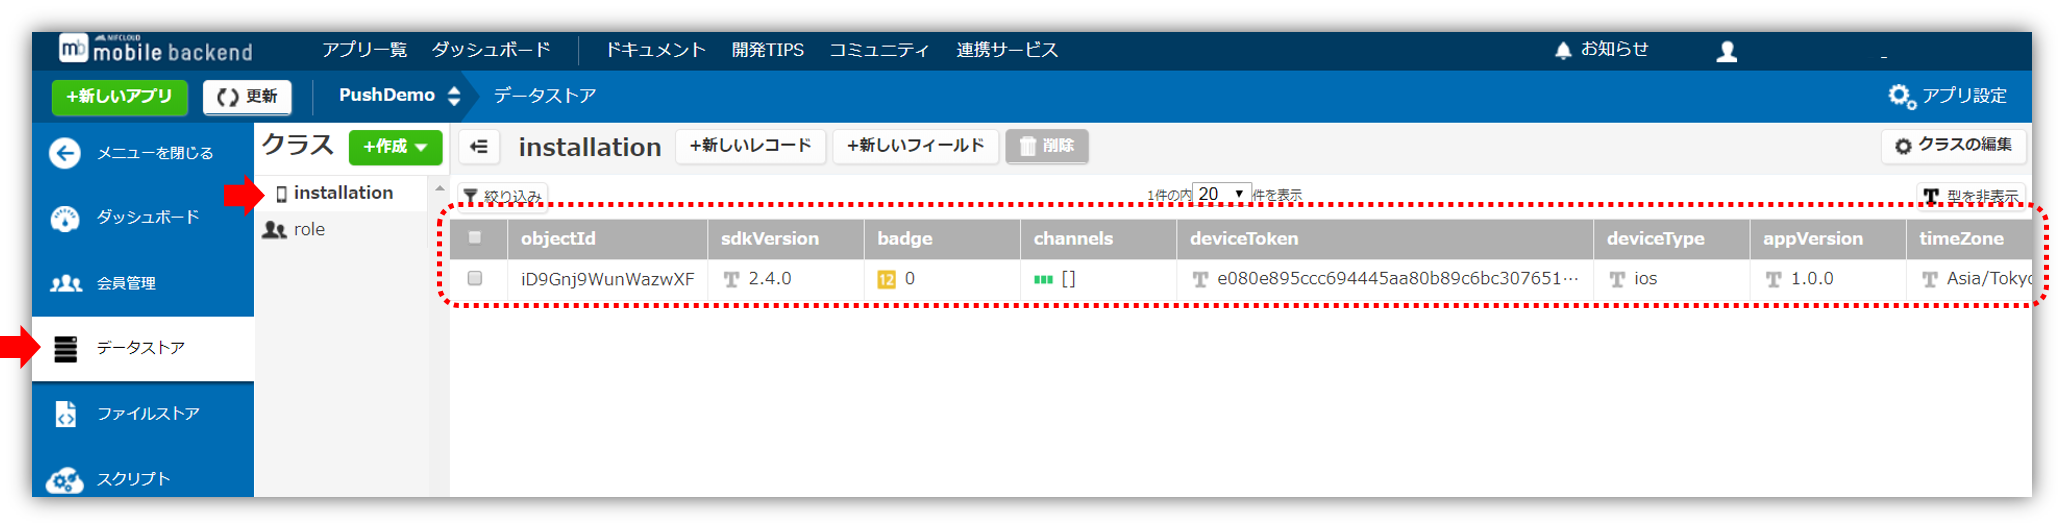 NIFCLOUD
mb mobile backend アプリ一覧 ダッシュボード ドキュメント 開発TIPS コミュニティ 連携サービス お知らせ
+新しいアプリ 更新 PushDemo データストア アプリ設定
メニューを閉じる クラス +作成 installation +新しいレコード +新しいフィールド 削除 クラスの編集
installation 絞り込み 1件の内 20 件を表示 T 型を非表示
ダッシュボード role
objectId sdkVersion badge channels deviceToken deviceType appVersion timeZone
会員管理 iD9Gnj9WunWazwXF T 2.4.0 12 0 [] T e080e895ccc694445aa80b89c6bc307651… T ios T 1.0.0 T Asia/Tokyo
データストア
ファイルストア
スクリプト